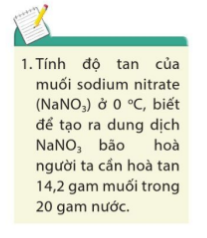 1. Tính độ tan của
muối sodium nitrate
(NaNO₃) ở 0 °C, biết
để tạo ra dung dịch
NaNO₃ bão hoà
người ta cần hoà tan
14,2 gam muối trong
20 gam nước.